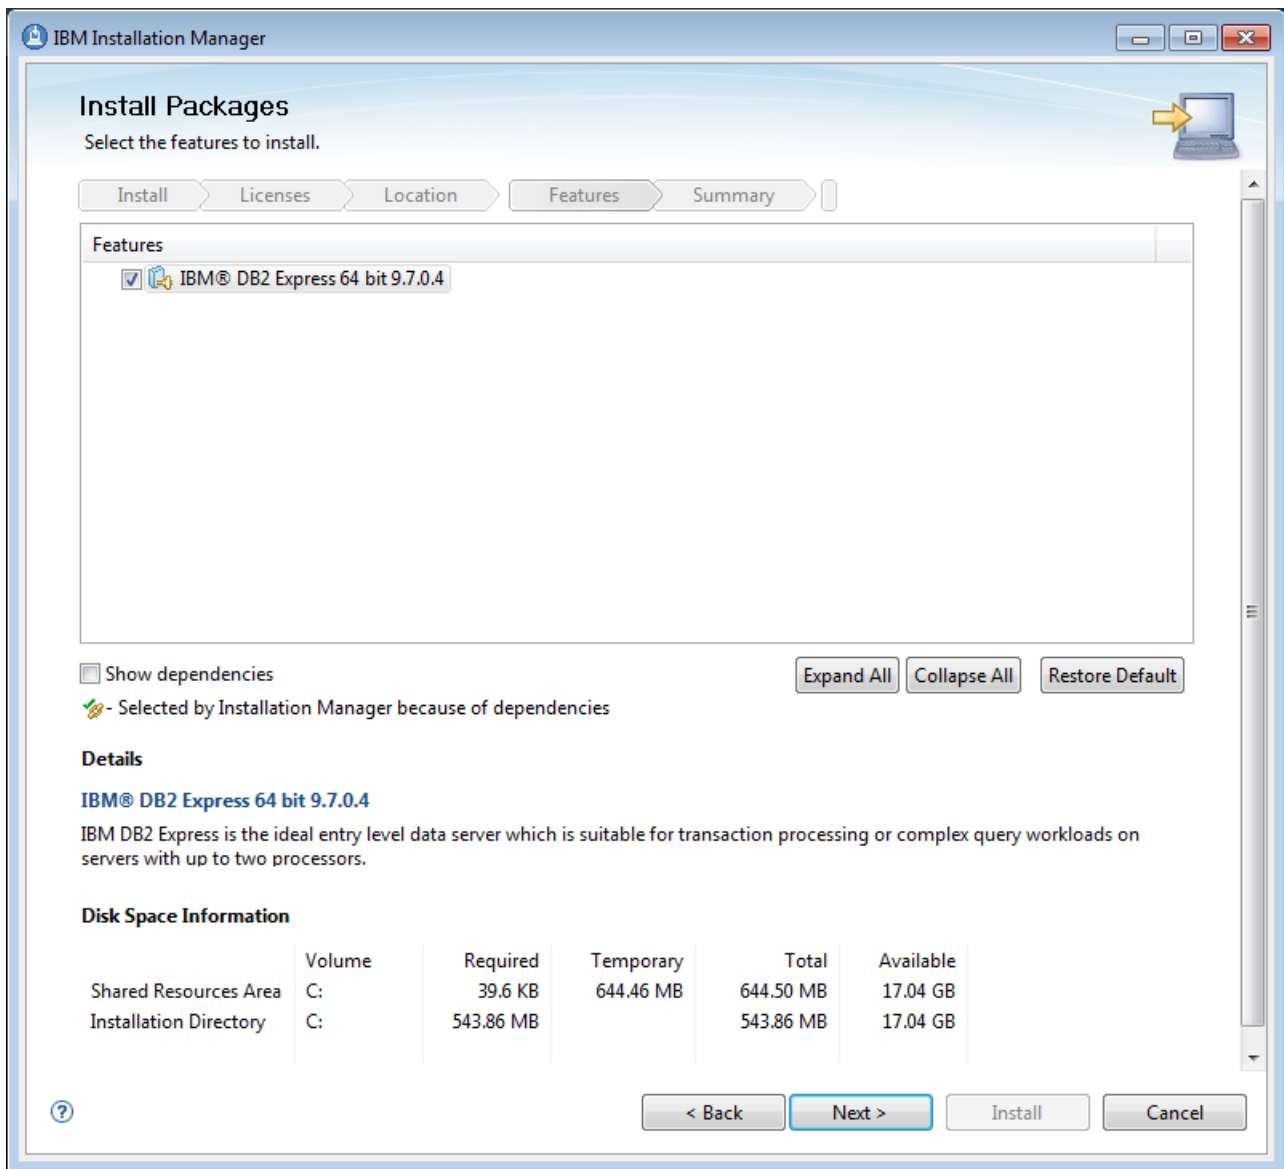 IBM Installation Manager
Install Packages
Select the features to install.
Install Licenses Location Features Summary
Features
IBM® DB2 Express 64 bit 9.7.0.4
Show dependencies Expand All Collapse All Restore Default
- Selected by Installation Manager because of dependencies
Details
IBM® DB2 Express 64 bit 9.7.0.4
IBM DB2 Express is the ideal entry level data server which is suitable for transaction processing or complex query workloads on
servers with up to two processors.
Disk Space Information
Volume Required Temporary Total Available
Shared Resources Area C: 39.6 KB 644.46 MB 644.50 MB 17.04 GB
Installation Directory C: 543.86 MB 543.86 MB 17.04 GB
? < Back Next > Install Cancel